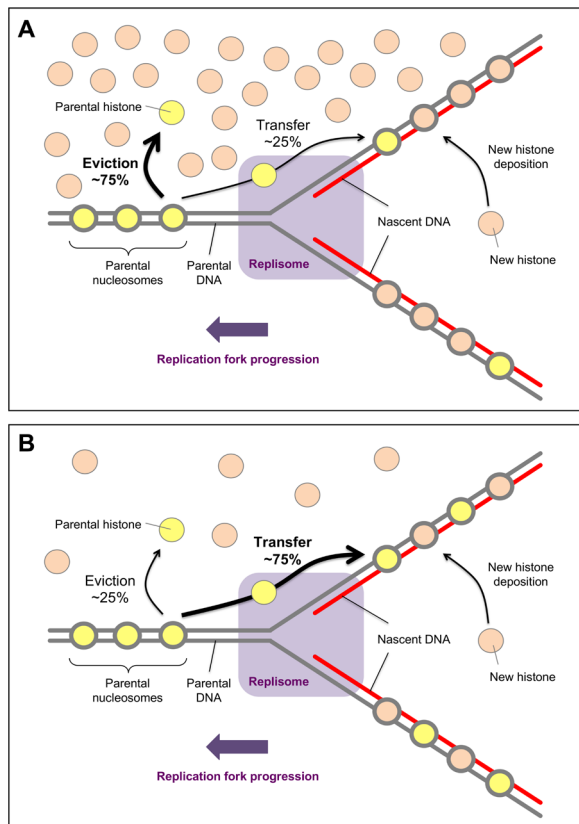 A
Parental histone
Transfer
~25%
Eviction
~75%
New histone
deposition
Nascent DNA
Parental
nucleosomes
Parental
DNA
Replisome
New histone
Replication fork progression
B
Parental histone
Transfer
~75%
Eviction
~25%
New histone
deposition
Nascent DNA
Parental
nucleosomes
Parental
DNA
Replisome
New histone
Replication fork progression